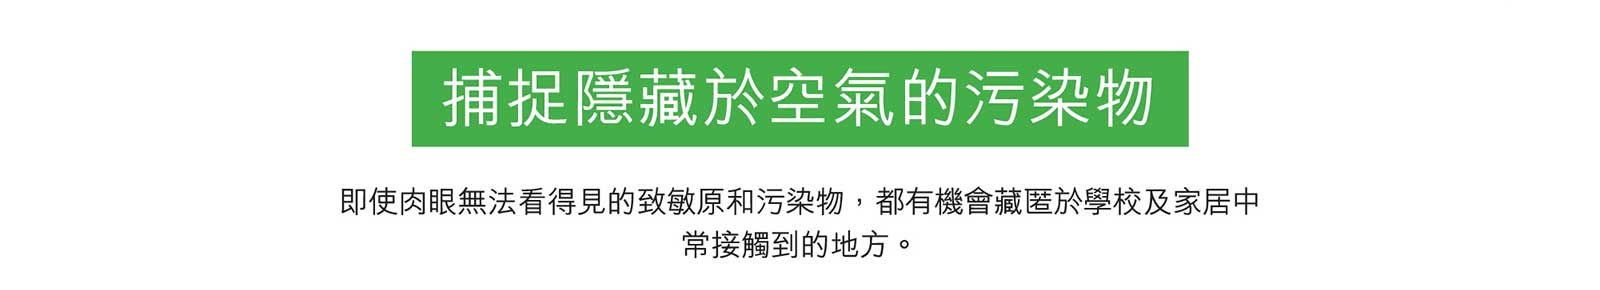 捕捉隱藏於空氣的污染物
即使肉眼無法看得見的致敏原和污染物，都有機會藏匿於學校及家居中
常接觸到的地方。